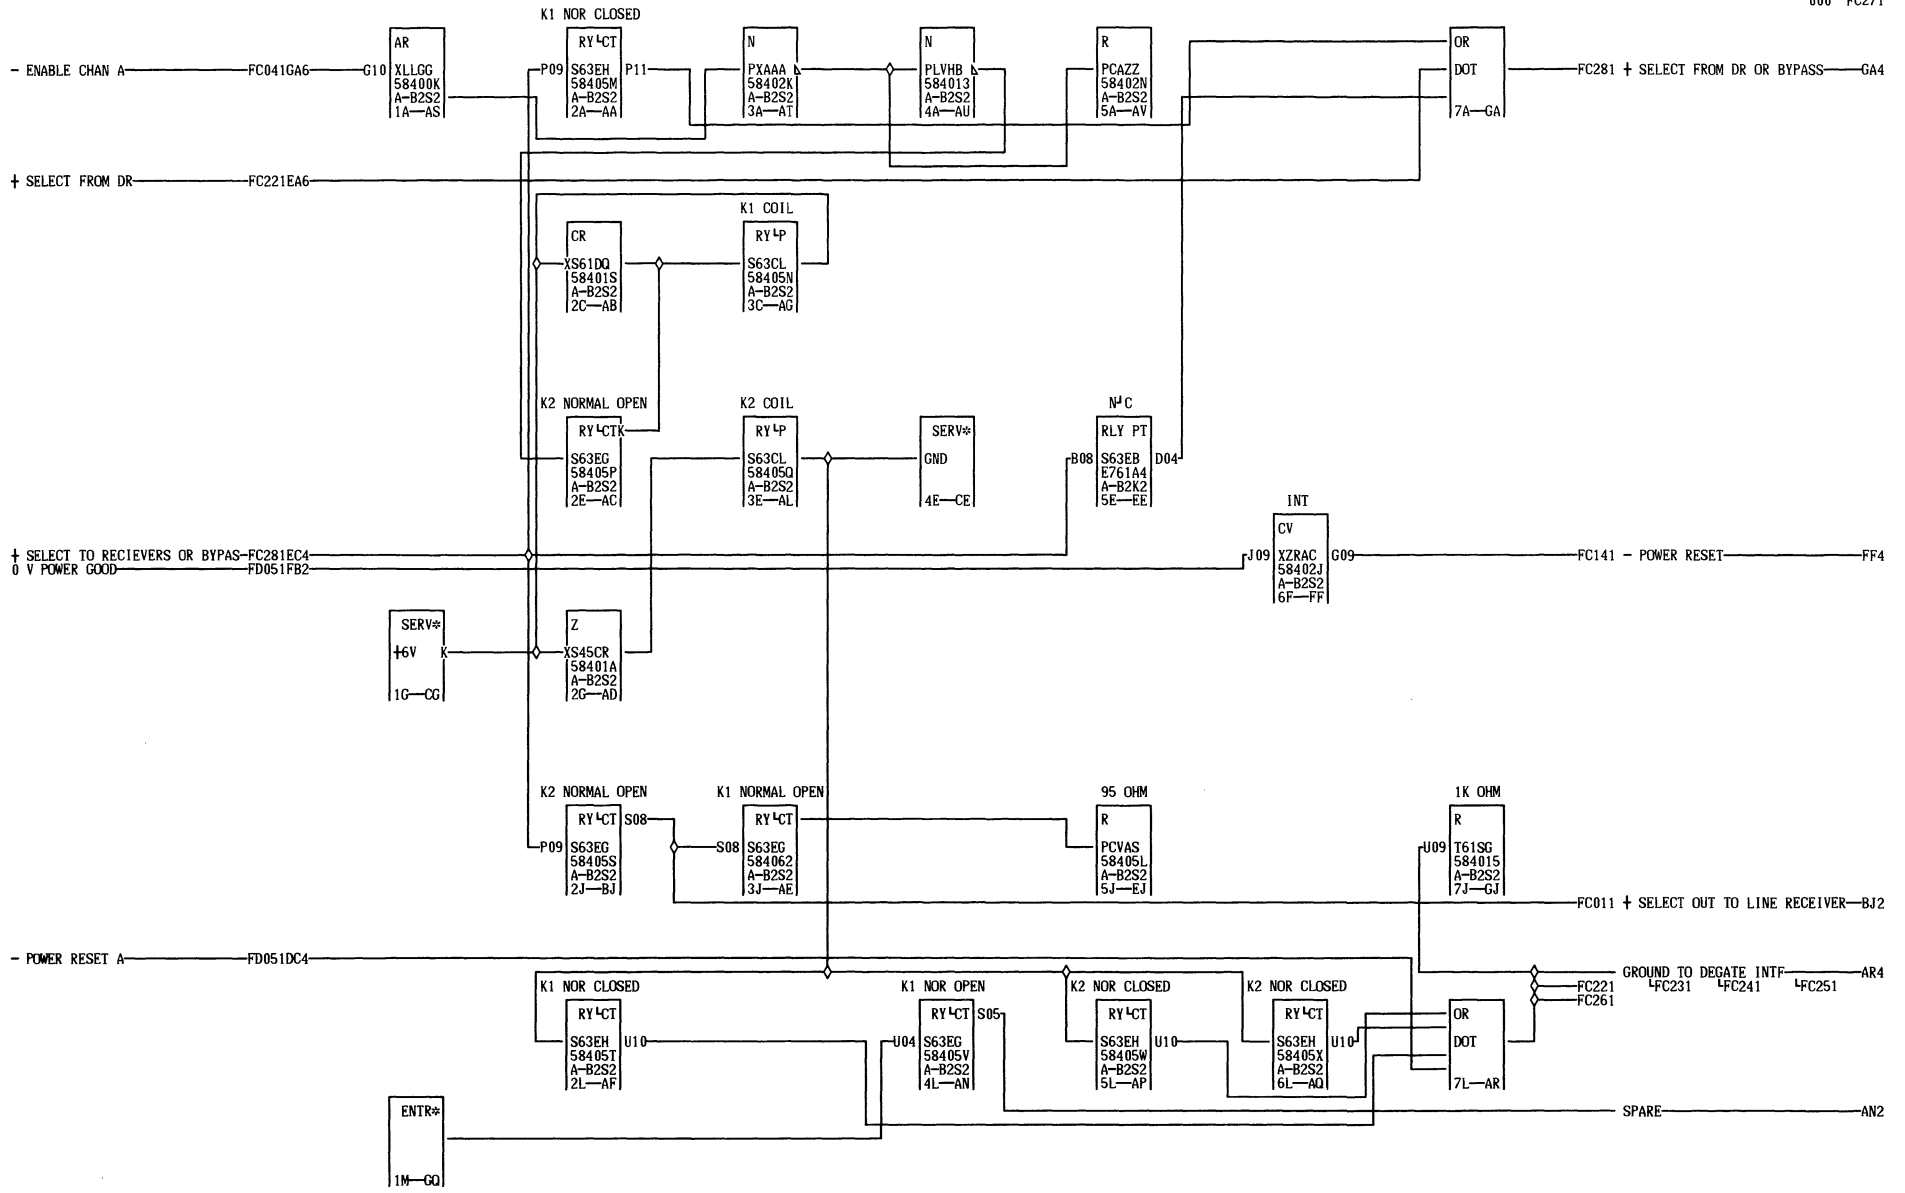 000 FC271
K1 NOR CLOSED
AR
RY┗CT
N
N
R
OR
- ENABLE CHAN A FC041GA6 G10 XLLGG
P09 S63EH P11
PXAAA
PLVHB
PCAZZ
DOT
FC281 + SELECT FROM DR OR BYPASS GA4
58400K
58405M
58402K
584013
58402N
A-B2S2
A-B2S2
A-B2S2
A-B2S2
A-B2S2
1A—AS
2A—AA
3A—AT
4A—AU
5A—AV
7A—GA
+ SELECT FROM DR FC221EA6
K1 COIL
CR
RY┗P
XS61DQ
S63CL
58401S
58405N
A-B2S2
A-B2S2
2C—AB
3C—AG
K2 NORMAL OPEN
K2 COIL
N┛C
RY┗CTK
RY┗P
SERV*
RLY PT
S63EG
S63CL
GND
B08 S63EB D04
58405P
58405Q
E761A4
A-B2S2
A-B2S2
A-B2K2
2E—AC
3E—AL
4E—CE
5E—EE
INT
CV
+ SELECT TO RECIEVERS OR BYPAS-FC281EC4
J09 XZRAC G09
FC141 - POWER RESET FF4
0 V POWER GOOD FD051FB2
58402J
A-B2S2
6F—FF
SERV*
Z
+6V K
XS45CR
58401A
A-B2S2
1G—CG
2G—AD
K2 NORMAL OPEN
K1 NORMAL OPEN
95 OHM
1K OHM
RY┗CT S08
RY┗CT
R
R
P09 S63EG
S08 S63EG
PCVAS
U09 T61SG
58405S
584062
58405L
584015
A-B2S2
A-B2S2
A-B2S2
A-B2S2
2J—BJ
3J—AE
5J—EJ
7J—GJ
FC011 + SELECT OUT TO LINE RECEIVER BJ2
- POWER RESET A FD051DC4
GROUND TO DEGATE INTF AR4
K1 NOR CLOSED
K1 NOR OPEN
K2 NOR CLOSED
K2 NOR CLOSED
FC221 ┗FC231 ┗FC241 ┗FC251
FC261
RY┗CT
RY┗CT S05
RY┗CT
RY┗CT
OR
S63EH U10
U04 S63EG
S63EH U10
S63EH U10
DOT
58405T
58405V
58405W
58405X
A-B2S2
A-B2S2
A-B2S2
A-B2S2
2L—AF
4L—AN
5L—AP
6L—AQ
7L—AR
ENTR*
SPARE AN2
1M—GQ